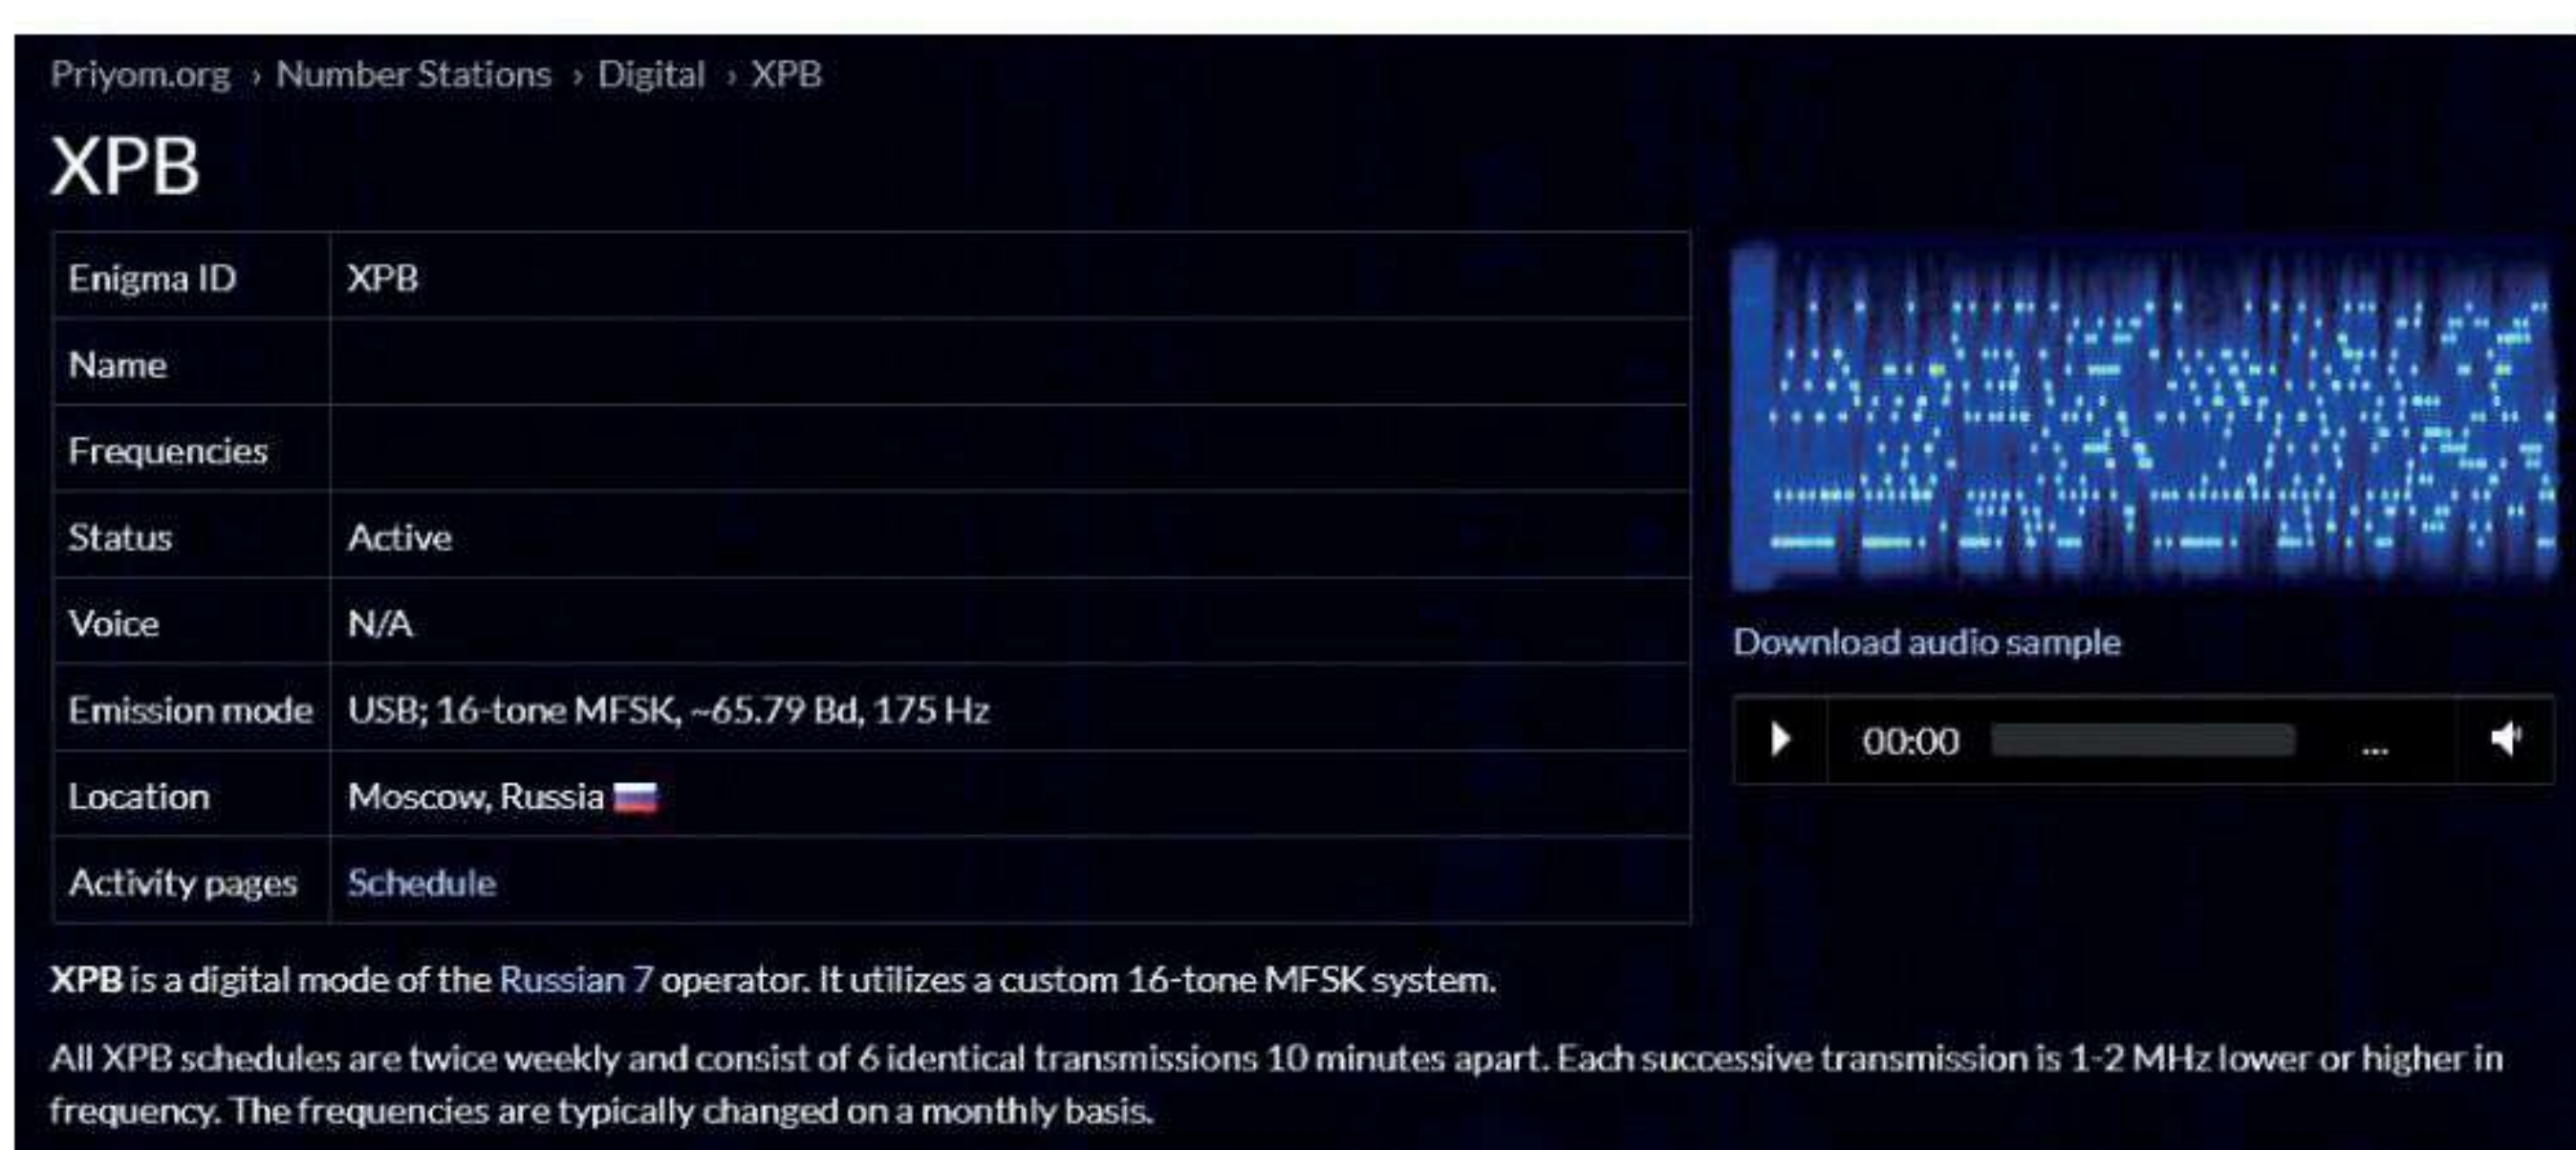 Priyom.org › Number Stations › Digital › XPB
XPB
Enigma ID XPB
Name
Frequencies
Status Active
Voice N/A
Emission mode USB; 16-tone MFSK, ~65.79 Bd, 175 Hz
Location Moscow, Russia
Activity pages Schedule
Download audio sample
00:00 ...
XPB is a digital mode of the Russian 7 operator. It utilizes a custom 16-tone MFSK system.
All XPB schedules are twice weekly and consist of 6 identical transmissions 10 minutes apart. Each successive transmission is 1-2 MHz lower or higher in
frequency. The frequencies are typically changed on a monthly basis.